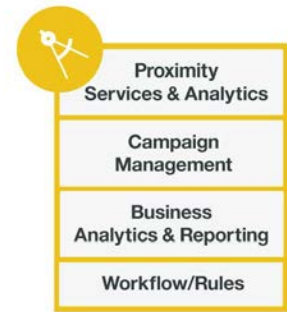 Proximity
Services & Analytics
Campaign
Management
Business
Analytics & Reporting
Workflow/Rules